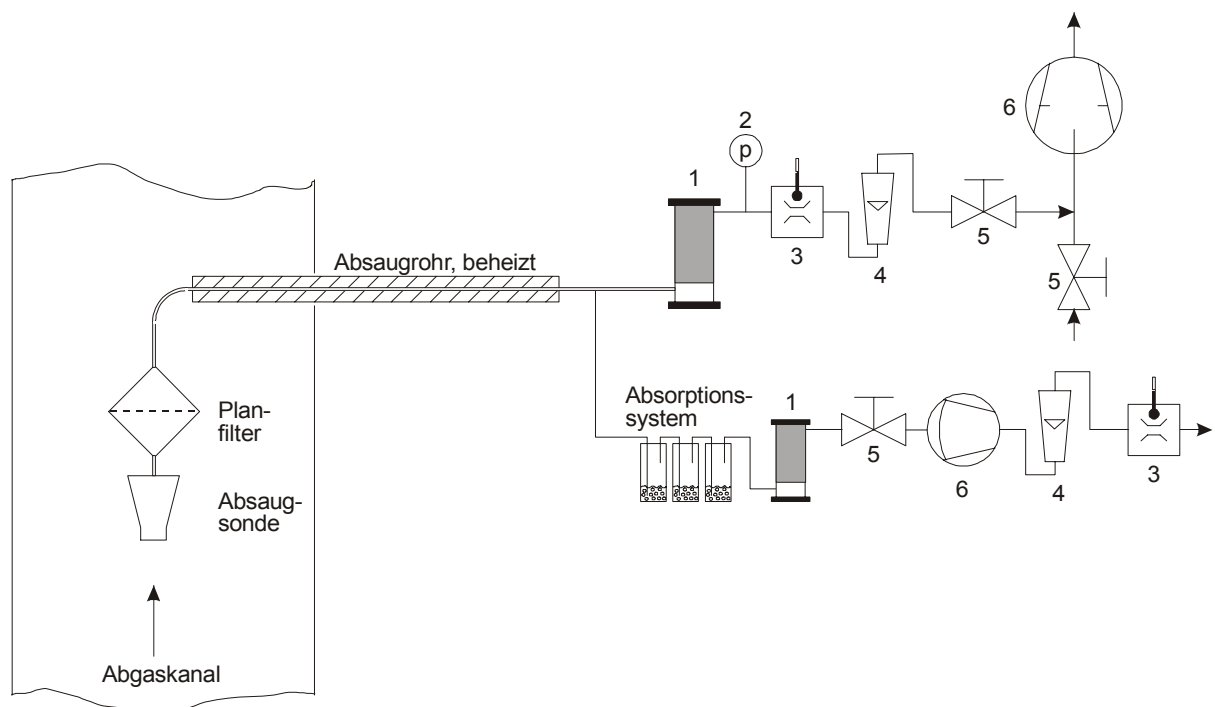 6
2
p
1
3
4
5
5
Absaugrohr, beheizt
Plan-
filter
Absaug-
sonde
Abgaskanal
Absorptions-
system
1
5
6
4
3